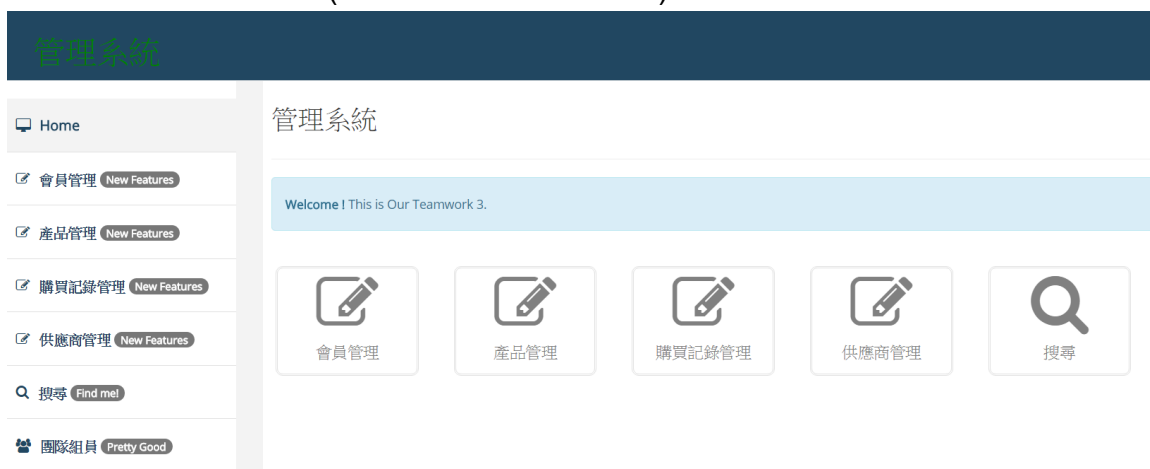 管理系統
Home
會員管理 New Features
產品管理 New Features
購買記錄管理 New Features
供應商管理 New Features
搜尋 Find me!
團隊組員 Pretty Good
管理系統
Welcome ! This is Our Teamwork 3.
會員管理
產品管理
購買記錄管理
供應商管理
搜尋